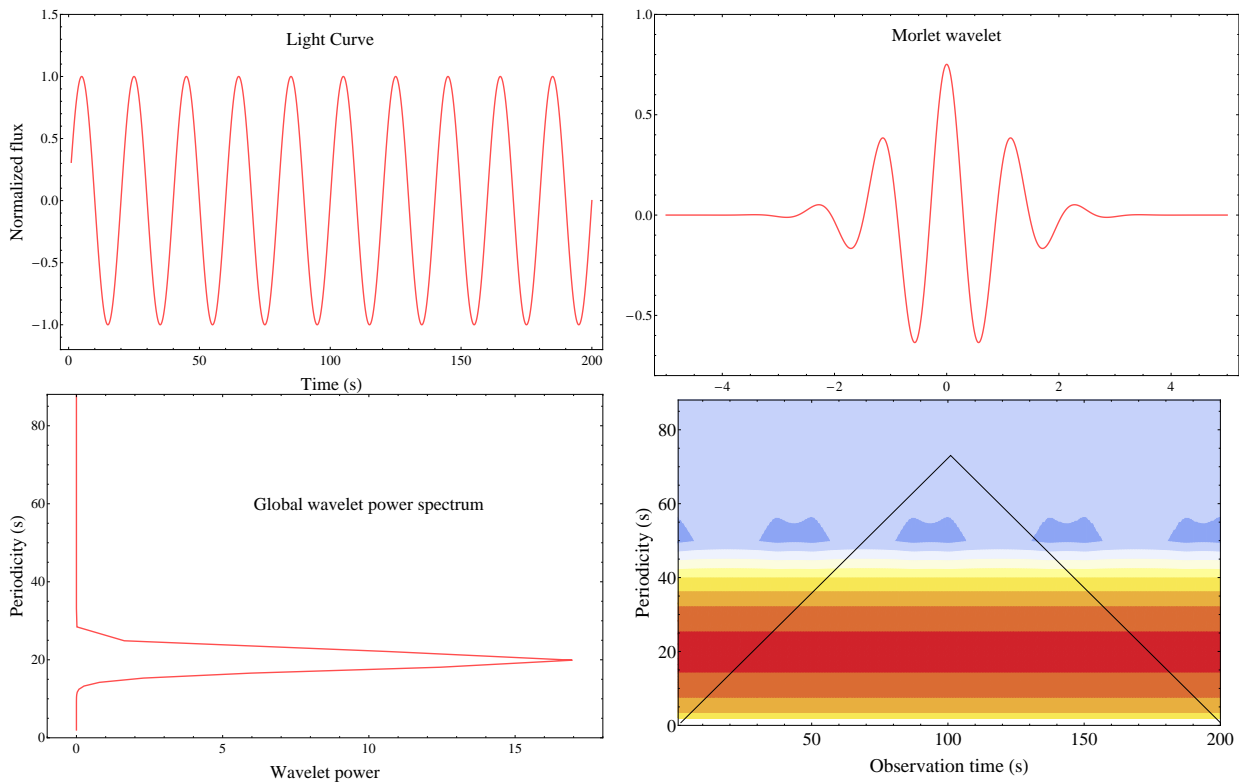 Light Curve
Normalized flux
1.5
1.0
0.5
0.0
−0.5
−1.0
0 50 100 150 200
Time (s)
Morlet wavelet
1.0
0.5
0.0
−0.5
−4 −2 0 2 4
Global wavelet power spectrum
Periodicity (s)
80
60
40
20
0
0 5 10 15
Wavelet power
Periodicity (s)
80
60
40
20
0
50 100 150 200
Observation time (s)